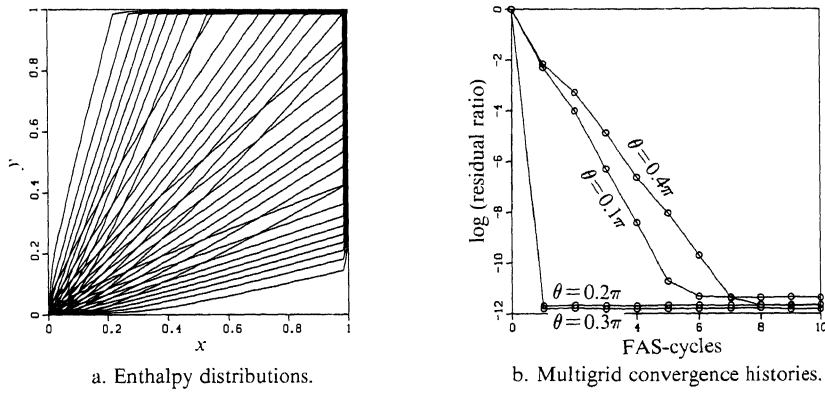 1
0.8
0.6
0.4
0.2
0
y
0
0.2
0.4
0.6
0.8
1
x
a. Enthalpy distributions.
0
-2
-4
-6
-8
-10
-12
log (residual ratio)
θ=0.4π
θ=0.1π
θ=0.2π
θ=0.3π
0
4
6
8
10
FAS-cycles
b. Multigrid convergence histories.